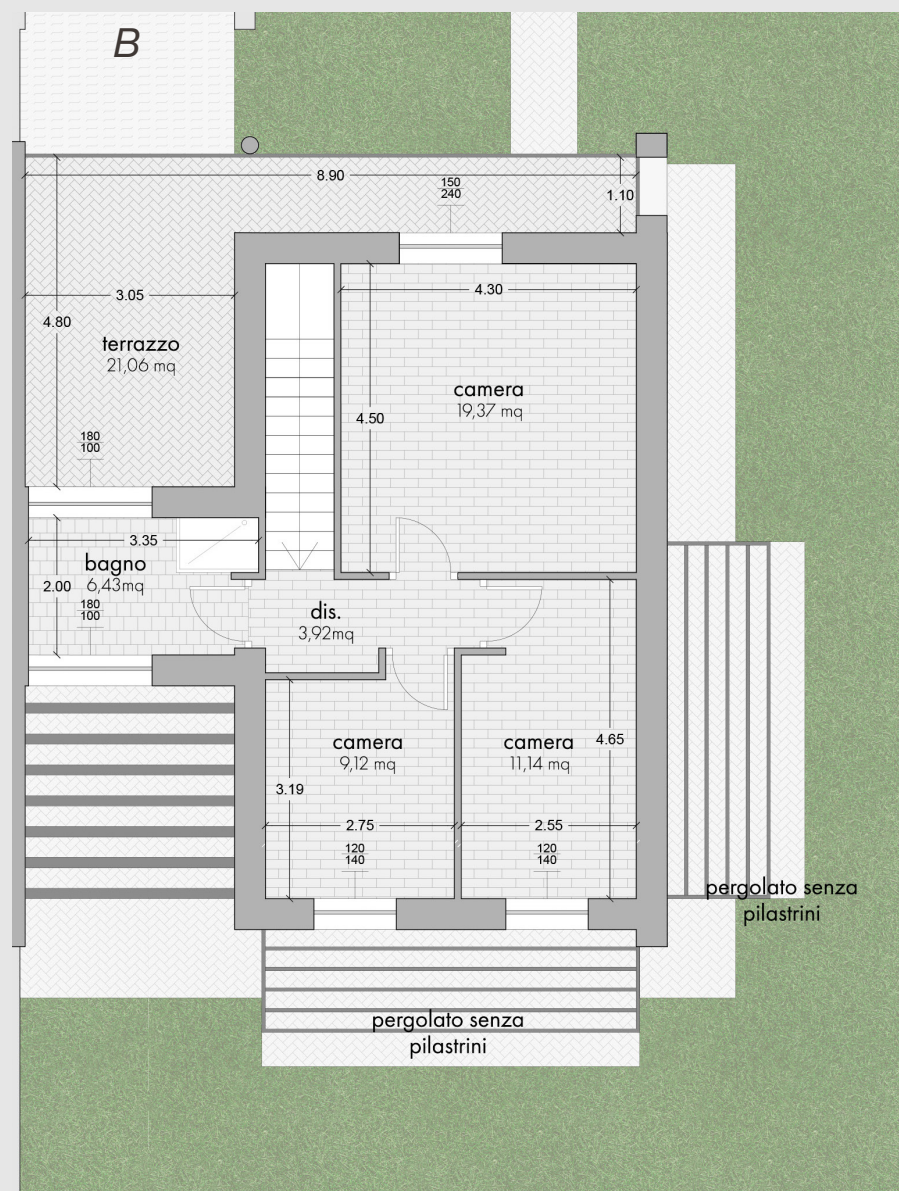 B
8.90
150
240
1.10
3.05
4.30
4.80
terrazzo
21,06 mq
camera
19,37 mq
4.50
180
100
3.35
bagno
6,43mq
2.00
180
100
dis.
3,92mq
camera
9,12 mq
camera
11,14 mq
4.65
3.19
2.75
2.55
120
140
120
140
pergolato senza
pilastrini
pergolato senza
pilastrini